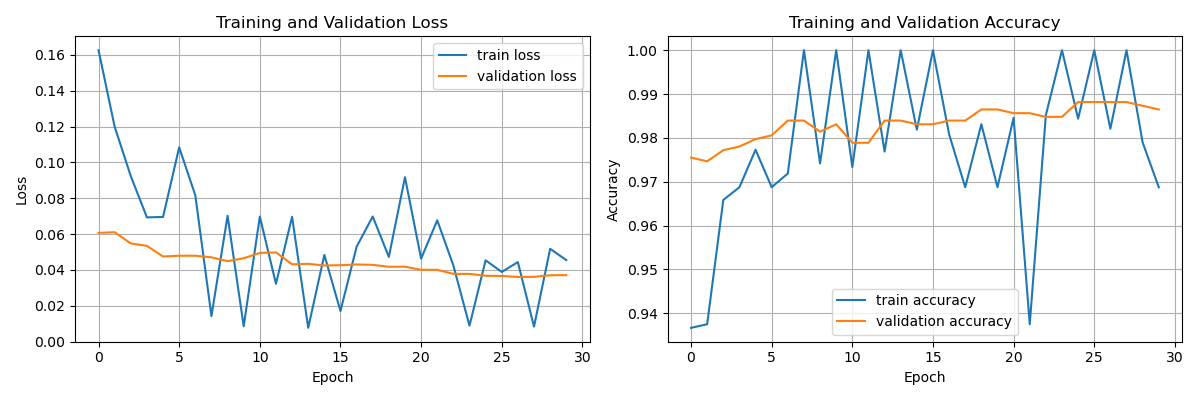 Training and Validation Loss
Loss
0.16
0.14
0.12
0.10
0.08
0.06
0.04
0.02
0.00
train loss
validation loss
0 5 10 15 20 25 30
Epoch
Training and Validation Accuracy
Accuracy
1.00
0.99
0.98
0.97
0.96
0.95
0.94
train accuracy
validation accuracy
0 5 10 15 20 25 30
Epoch